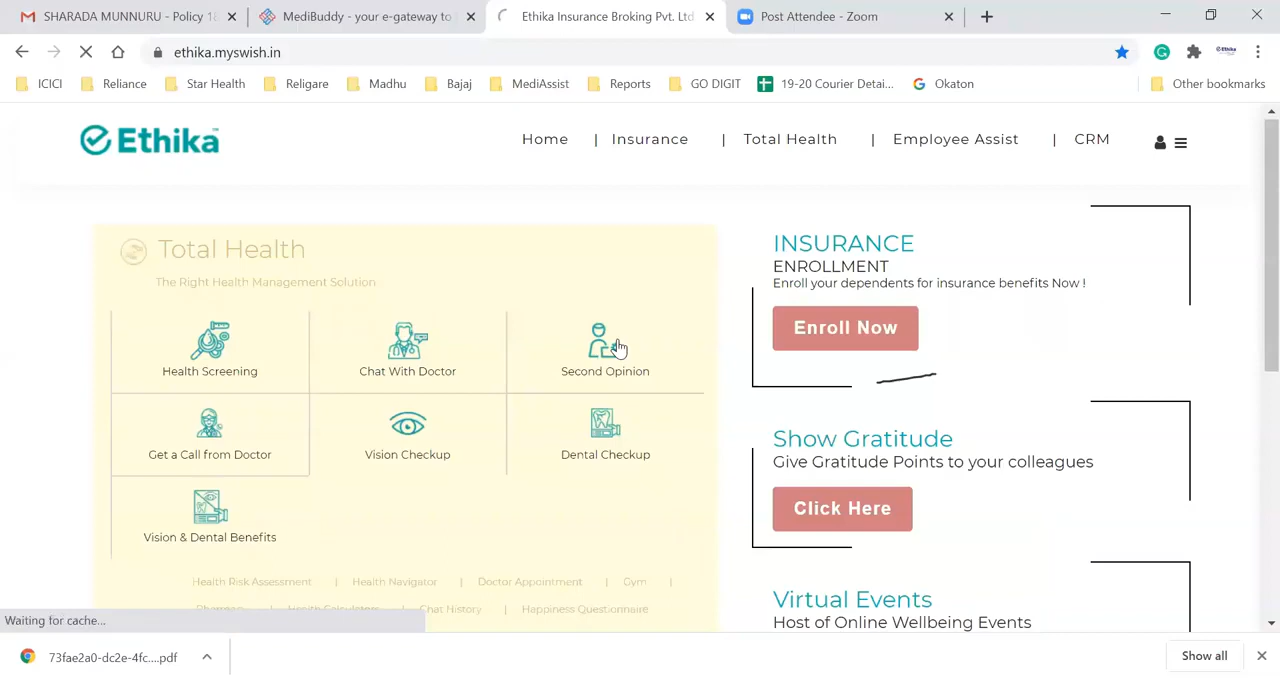 SHARADA MUNNURU - Policy 18
MediBuddy - your e-gateway to
Ethika Insurance Broking Pvt. Ltd
Post Attendee - Zoom
ethika.myswish.in
ICICI
Reliance
Star Health
Religare
Madhu
Bajaj
MediAssist
Reports
GO DIGIT
19-20 Courier Detai...
Okaton
Other bookmarks
Ethika
Home | Insurance | Total Health | Employee Assist | CRM
Total Health
The Right Health Management Solution
Health Screening
Chat With Doctor
Second Opinion
Get a Call from Doctor
Vision Checkup
Dental Checkup
Vision & Dental Benefits
Health Risk Assessment | Health Navigator | Doctor Appointment | Gym |
Pharmacy | Health Calculators | Chat History | Happiness Questionnaire
INSURANCE
ENROLLMENT
Enroll your dependents for insurance benefits Now !
Enroll Now
Show Gratitude
Give Gratitude Points to your colleagues
Click Here
Virtual Events
Host of Online Wellbeing Events
Waiting for cache...
73fae2a0-dc2e-4fc....pdf
Show all